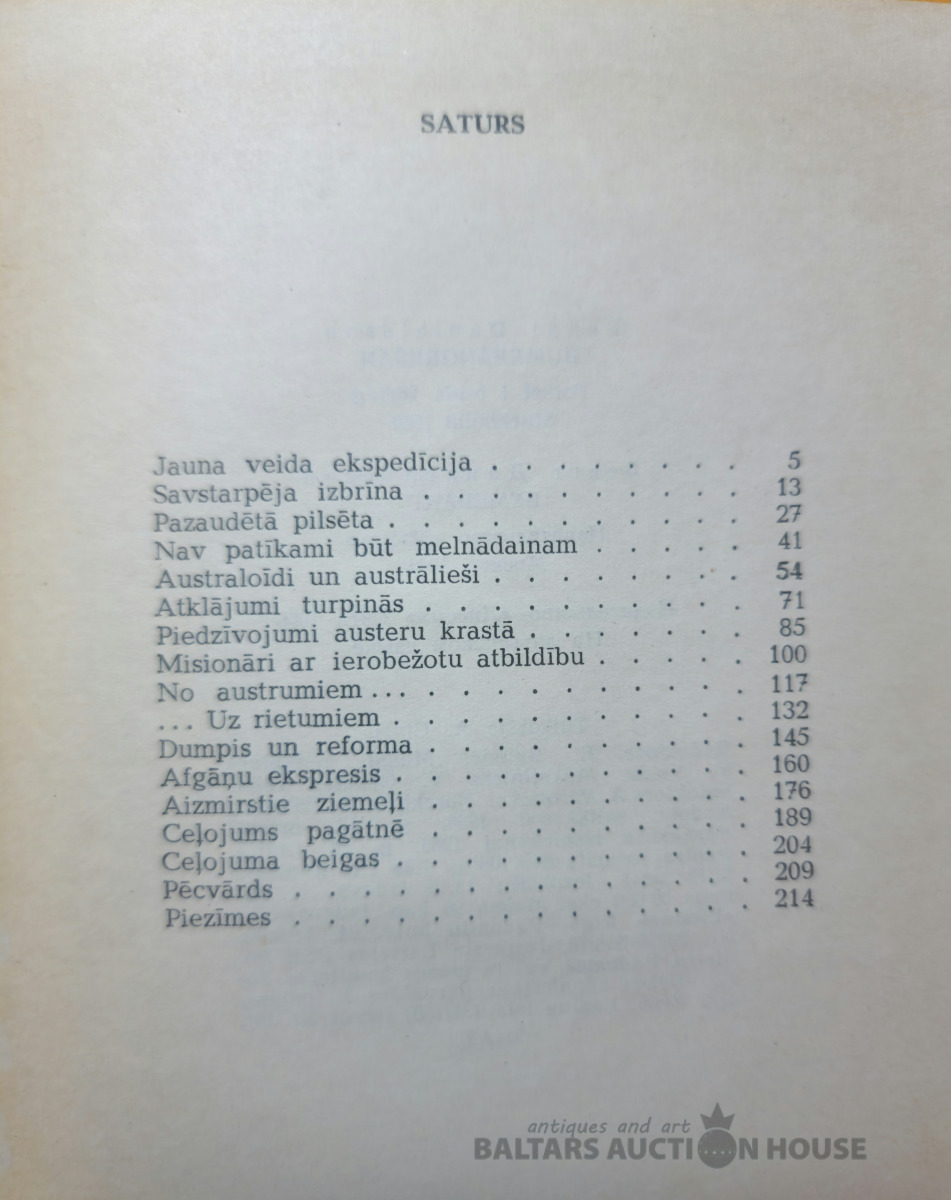 SATURS
Jauna veida ekspedīcija . . . . . . . . 5
Savstarpēja izbrīna . . . . . . . . . . 13
Pazaudētā pilsēta . . . . . . . . . . . 27
Nav patīkami būt melnādainam . . . . . 41
Australoīdi un austrālieši . . . . . . . . 54
Atklājumi turpinās . . . . . . . . . . 71
Piedzīvojumi austeru krastā . . . . . . . 85
Misionāri ar ierobežotu atbildību . . . . . 100
No austrumiem ... . . . . . . . . . . 117
... Uz rietumiem . . . . . . . . . . . 132
Dumpis un reforma . . . . . . . . . . 145
Afgāņu ekspresis . . . . . . . . . . . 160
Aizmirstie ziemeļi . . . . . . . . . . 176
Ceļojums pagātnē . . . . . . . . . . 189
Ceļojuma beigas . . . . . . . . . . . 204
Pēcvārds . . . . . . . . . . . . . . 209
Piezīmes . . . . . . . . . . . . . . 214
antiques and art
BALTARS AUCTION HOUSE